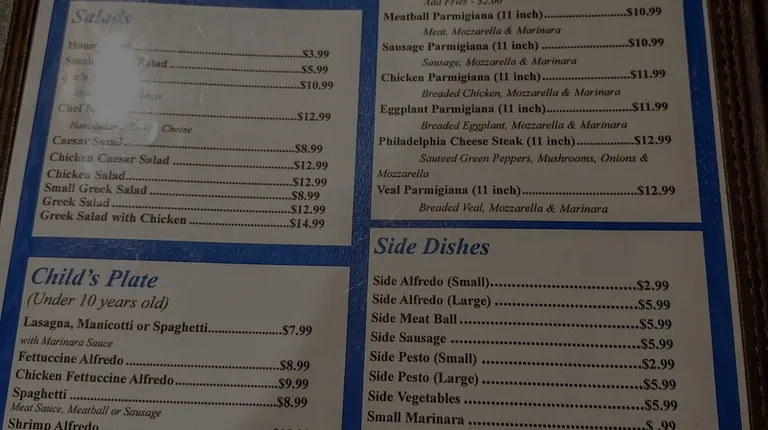 Salads
House
$3.99
Small Salad
$5.99
Joe's
$10.99
Chef
$12.99
Cheese
Caesar Salad
$8.99
Chicken Caesar Salad
$12.99
Chicken Salad
$12.99
Small Greek Salad
$8.99
Greek Salad
$12.99
Greek Salad with Chicken
$14.99
Child's Plate
(Under 10 years old)
Lasagna, Manicotti or Spaghetti
$7.99
with Marinara Sauce
Fettuccine Alfredo
$8.99
Chicken Fettuccine Alfredo
$9.99
Spaghetti
$8.99
Meat Sauce, Meatball or Sausage
Shrimp Alfredo
Add Fries - $2.00
Meatball Parmigiana (11 inch)
$10.99
Meat, Mozzarella & Marinara
Sausage Parmigiana (11 inch)
$10.99
Sausage, Mozzarella & Marinara
Chicken Parmigiana (11 inch)
$11.99
Breaded Chicken, Mozzarella & Marinara
Eggplant Parmigiana (11 inch)
$11.99
Breaded Eggplant, Mozzarella & Marinara
Philadelphia Cheese Steak (11 inch)
$12.99
Sauteed Green Peppers, Mushrooms, Onions &
Mozzarella
Veal Parmigiana (11 inch)
$12.99
Breaded Veal, Mozzarella & Marinara
Side Dishes
Side Alfredo (Small)
$2.99
Side Alfredo (Large)
$5.99
Side Meat Ball
$5.99
Side Sausage
$5.99
Side Pesto (Small)
$2.99
Side Pesto (Large)
$5.99
Side Vegetables
$5.99
Small Marinara